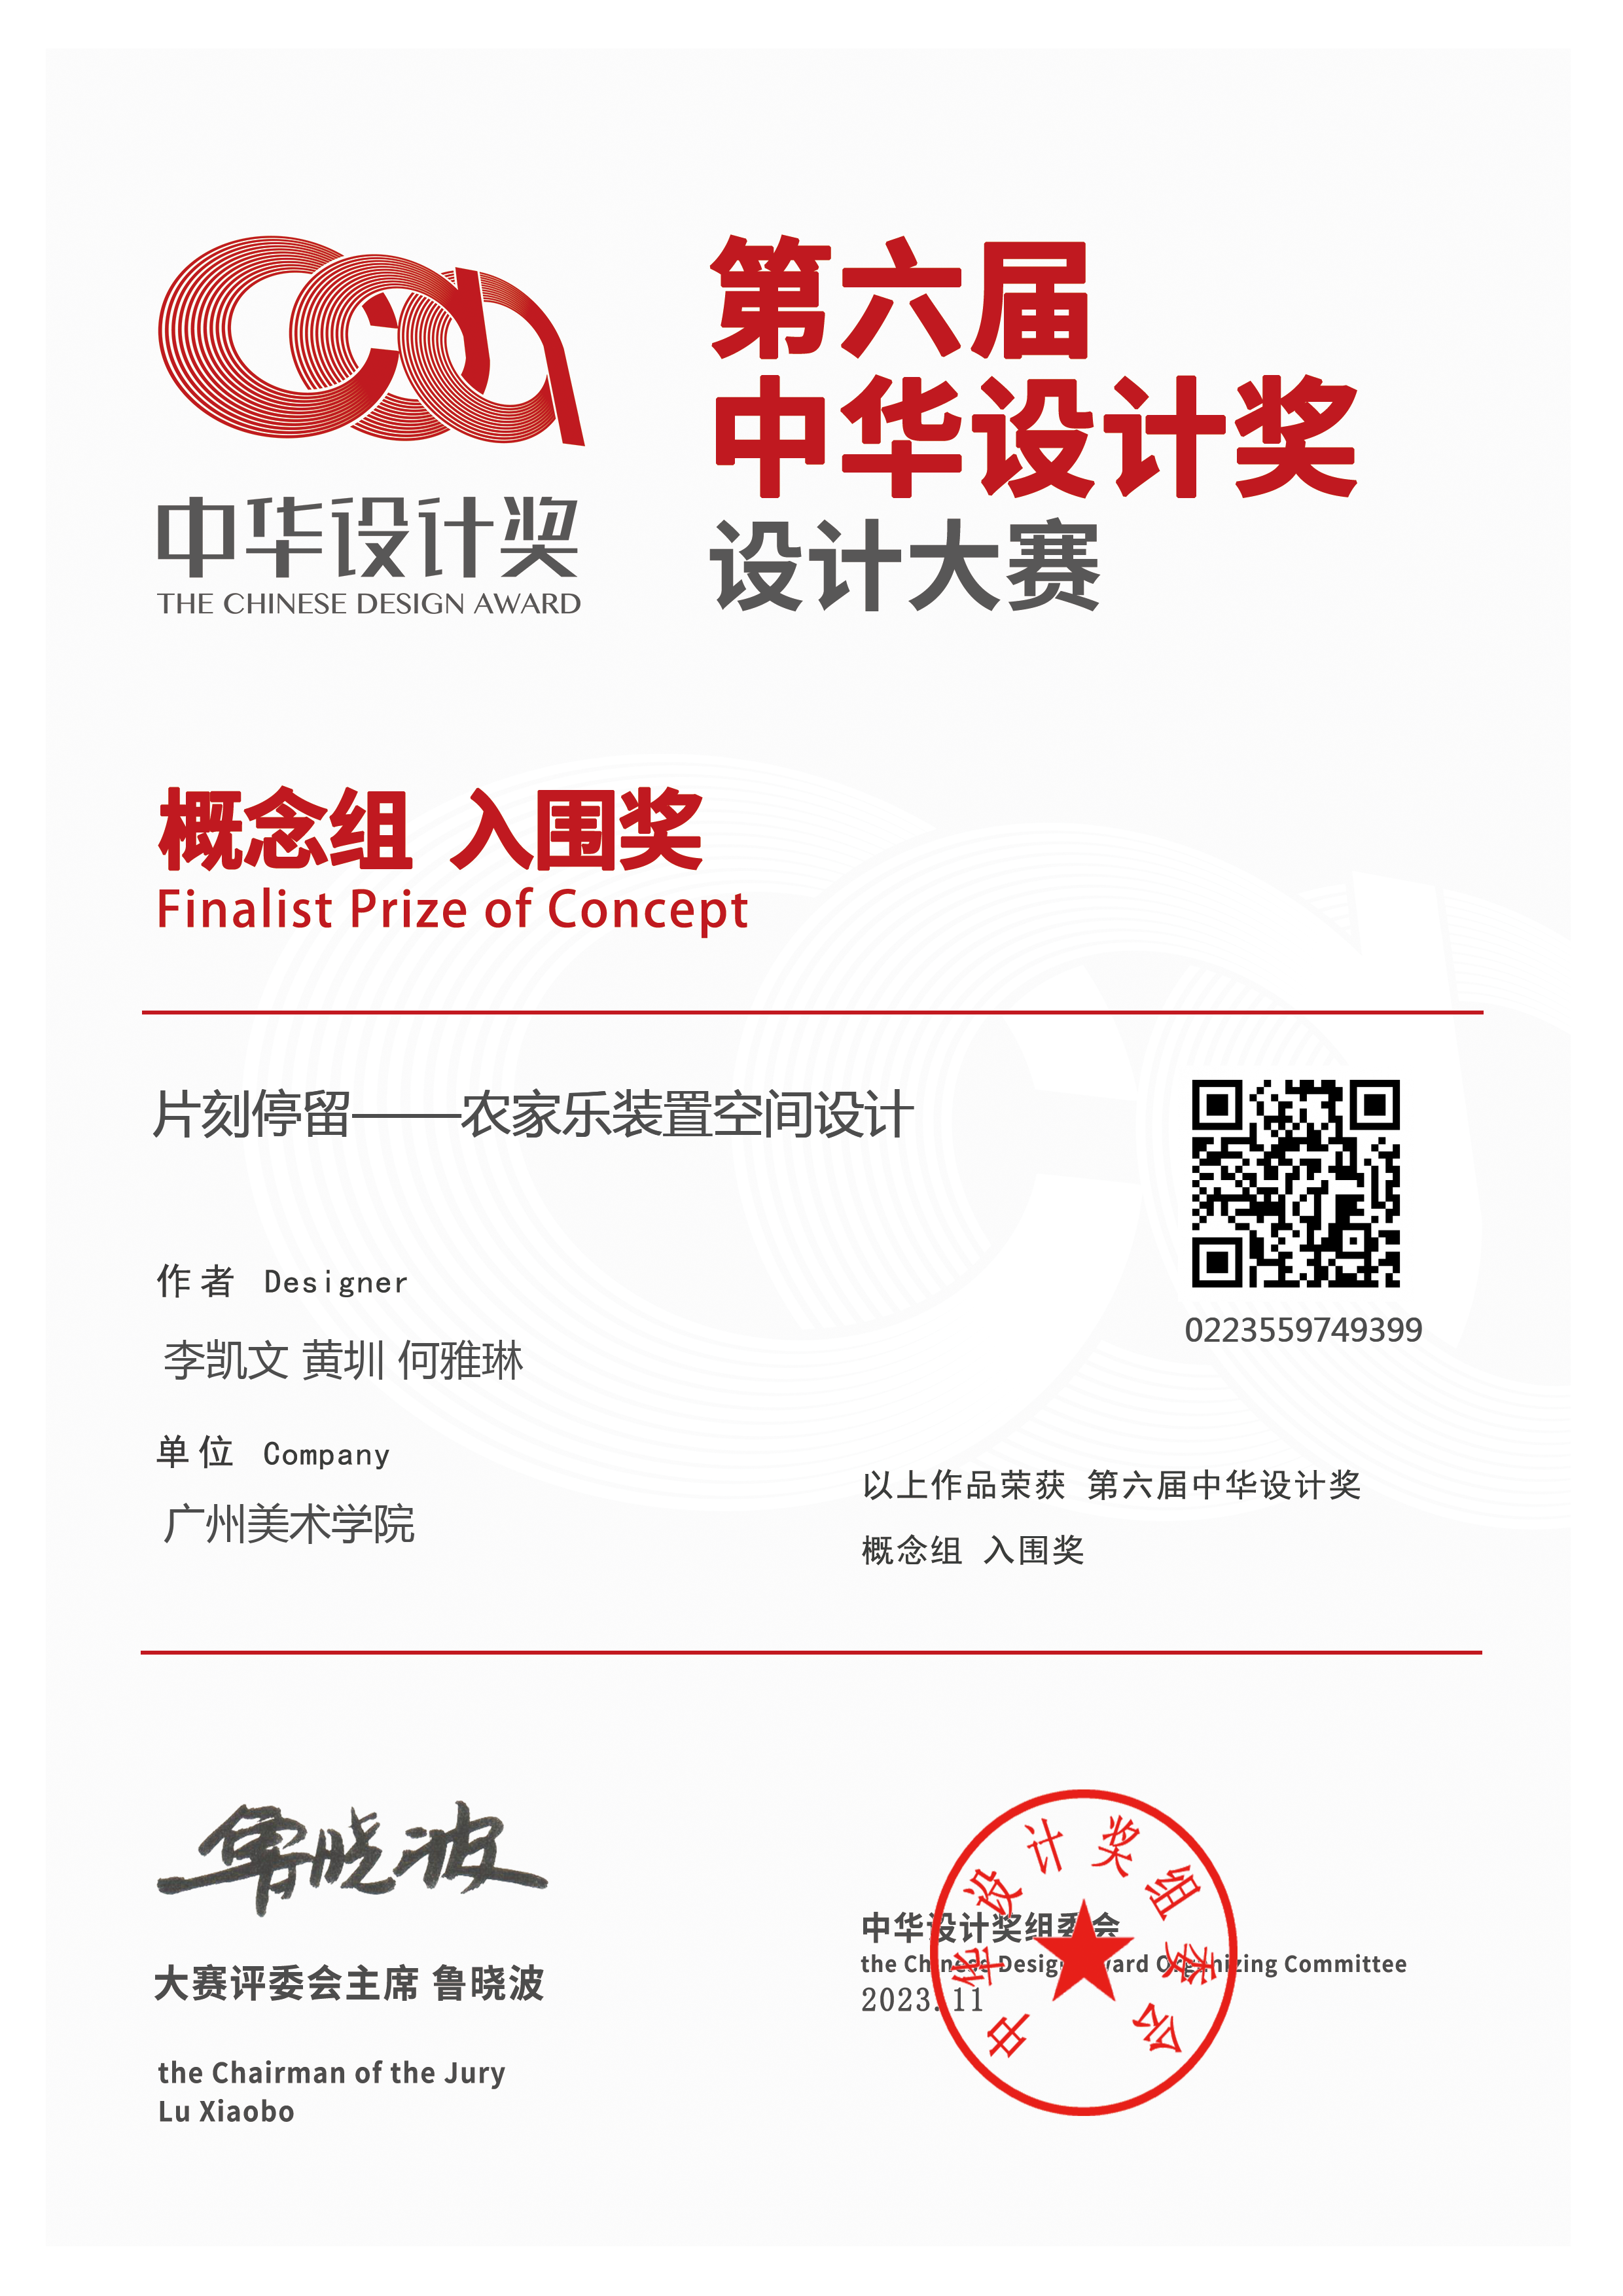 中华设计奖
THE CHINESE DESIGN AWARD
第六届
中华设计奖
设计大赛
概念组 入围奖
Finalist Prize of Concept
片刻停留——农家乐装置空间设计
作者 Designer
李凯文 黄圳 何雅琳
单位 Company
广州美术学院
0223559749399
以上作品荣获 第六届中华设计奖
概念组 入围奖
鲁晓波
大赛评委会主席 鲁晓波
the Chairman of the Jury
Lu Xiaobo
中华设计奖组委会
the Chinese Design Award Organizing Committee
2023.11
中华设计奖组委会